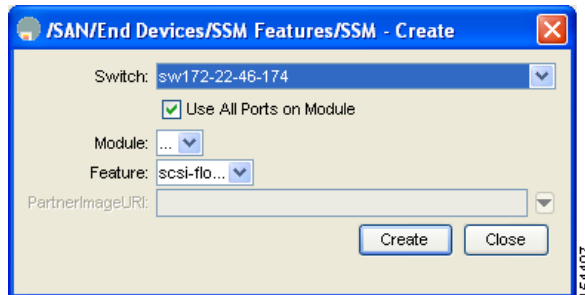 /SAN/End Devices/SSM Features/SSM - Create
Switch: sw172-22-46-174
Use All Ports on Module
Module: ...
Feature: scsi-flo...
PartnerImageURI:
Create Close